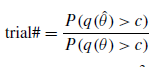 trial# = P(q(θ̂) > c) / P(q(θ) > c)